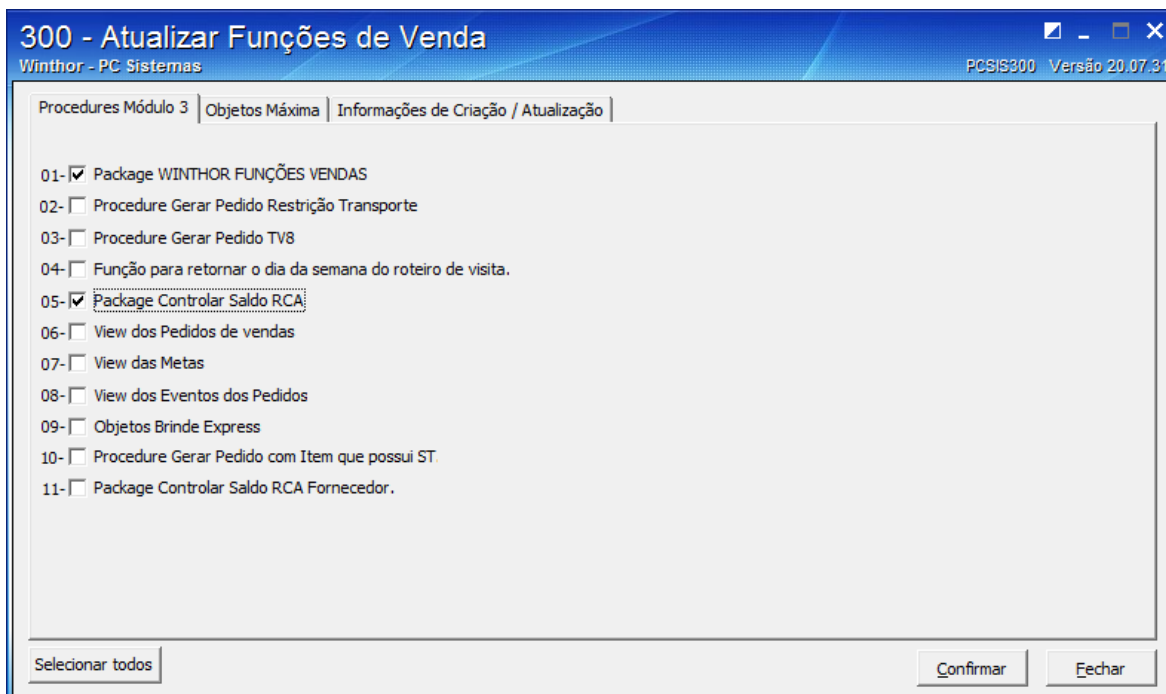 300 - Atualizar Funções de Venda
Winthor - PC Sistemas
PCSIS300 Versão 20.07.31
Procedures Módulo 3
Objetos Máxima
Informações de Criação / Atualização
01- Package WINTHOR FUNÇÕES VENDAS
02- Procedure Gerar Pedido Restrição Transporte
03- Procedure Gerar Pedido TV8
04- Função para retornar o dia da semana do roteiro de visita.
05- Package Controlar Saldo RCA
06- View dos Pedidos de vendas
07- View das Metas
08- View dos Eventos dos Pedidos
09- Objetos Brinde Express
10- Procedure Gerar Pedido com Item que possui ST
11- Package Controlar Saldo RCA Fornecedor.
Selecionar todos
Confirmar
Fechar